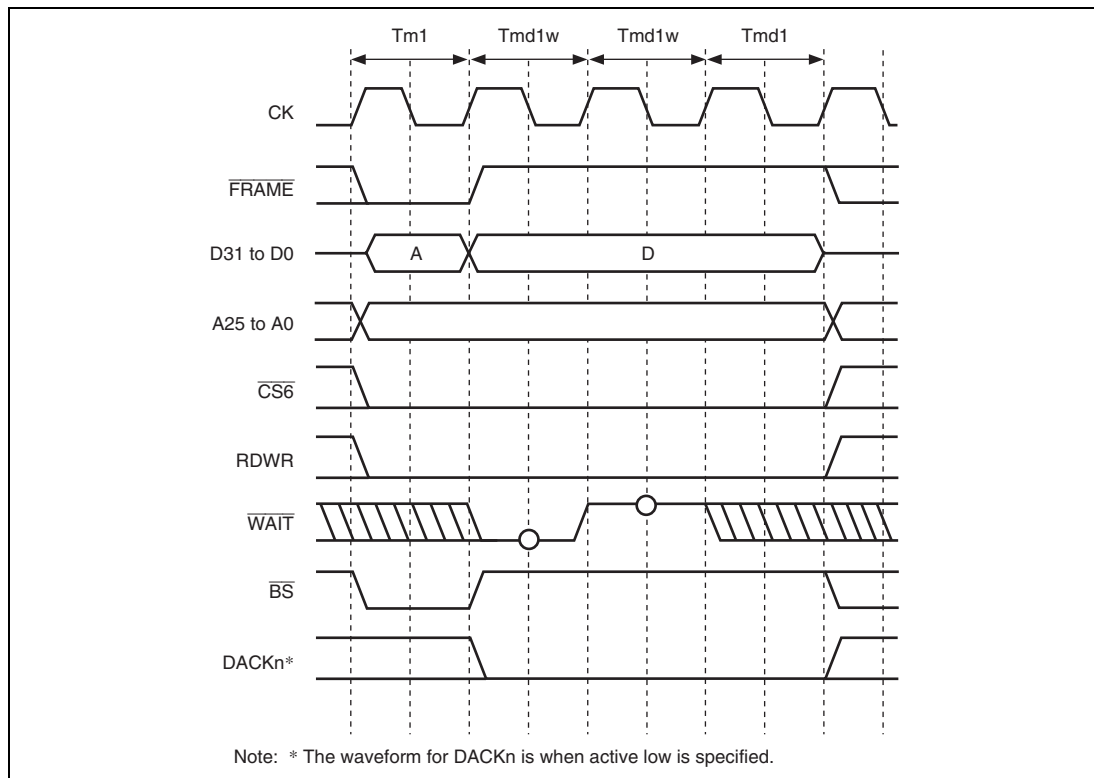 Tm1 Tmd1w Tmd1w Tmd1
CK
FRAME
D31 to D0 A D
A25 to A0
CS6
RDWR
WAIT
BS
DACKn*
Note: * The waveform for DACKn is when active low is specified.